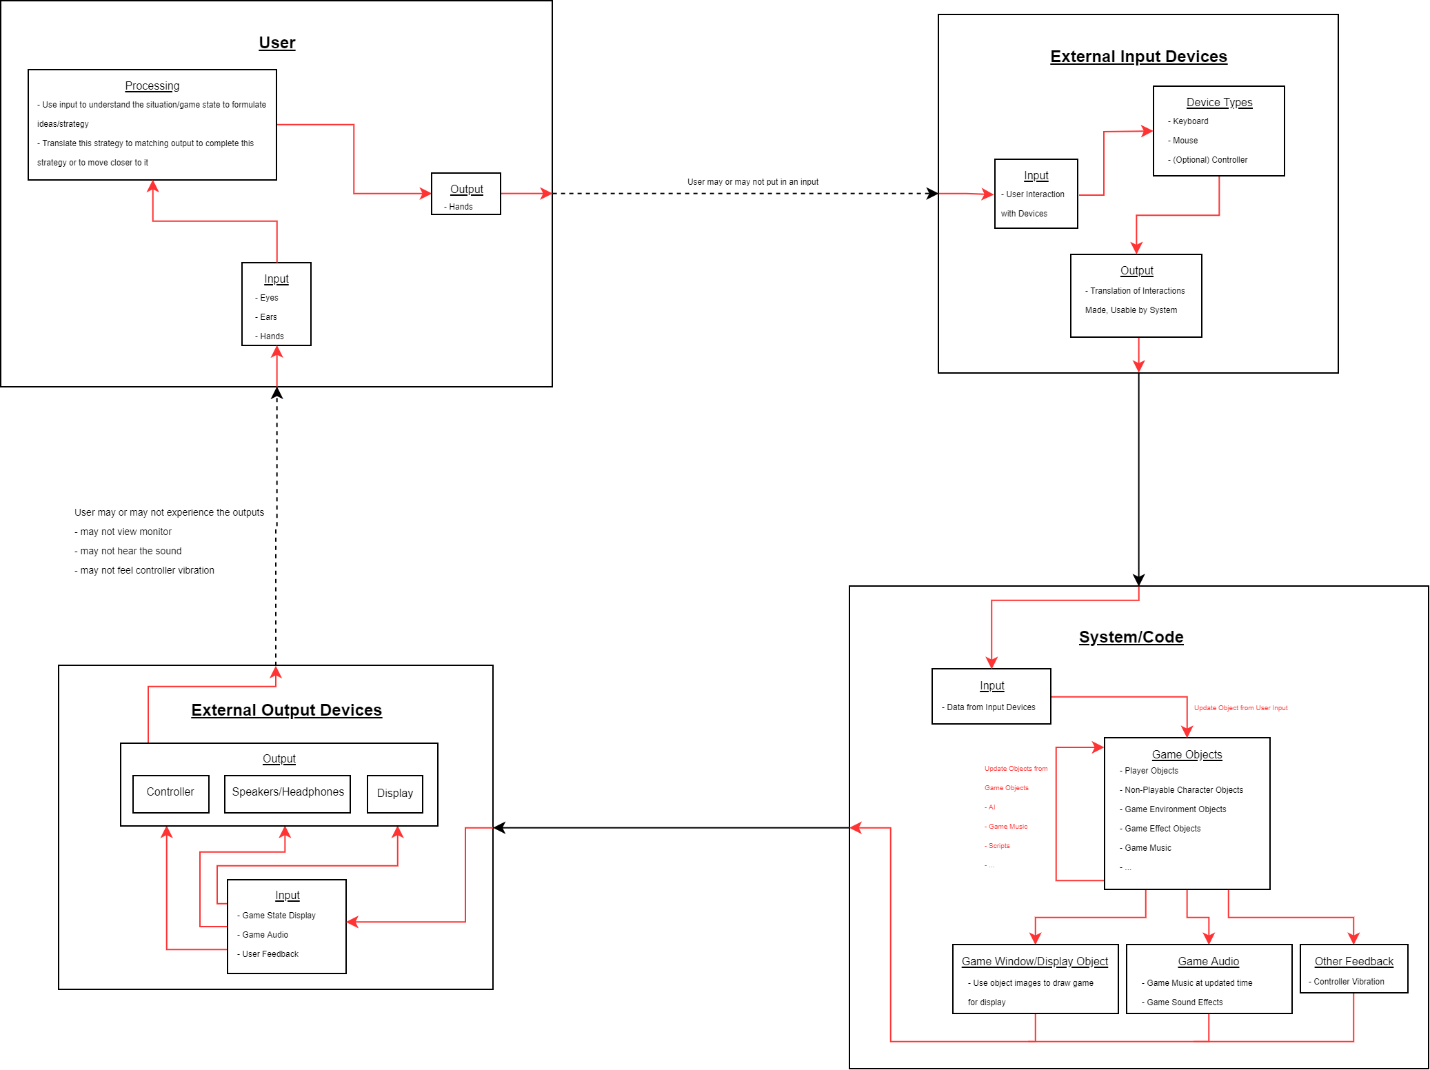 User
Processing
- Use input to understand the situation/game state to formulate
ideas/strategy
- Translate this strategy to matching output to complete this
strategy or to move closer to it
Output
- Hands
Input
- Eyes
- Ears
- Hands
User may or may not put in an input
External Input Devices
Device Types
- Keyboard
- Mouse
- (Optional) Controller
Input
- User Interaction
with Devices
Output
- Translation of Interactions
Made, Usable by System
User may or may not experience the outputs
- may not view monitor
- may not hear the sound
- may not feel controller vibration
System/Code
Input
- Data from Input Devices
Update Object from User Input
Update Objects from
Game Objects
- AI
- Game Music
- Scripts
- ...
Game Objects
- Player Objects
- Non-Playable Character Objects
- Game Environment Objects
- Game Effect Objects
- Game Music
- ...
Game Window/Display Object
- Use object images to draw game
for display
Game Audio
- Game Music at updated time
- Game Sound Effects
Other Feedback
- Controller Vibration
External Output Devices
Output
Controller
Speakers/Headphones
Display
Input
- Game State Display
- Game Audio
- User Feedback